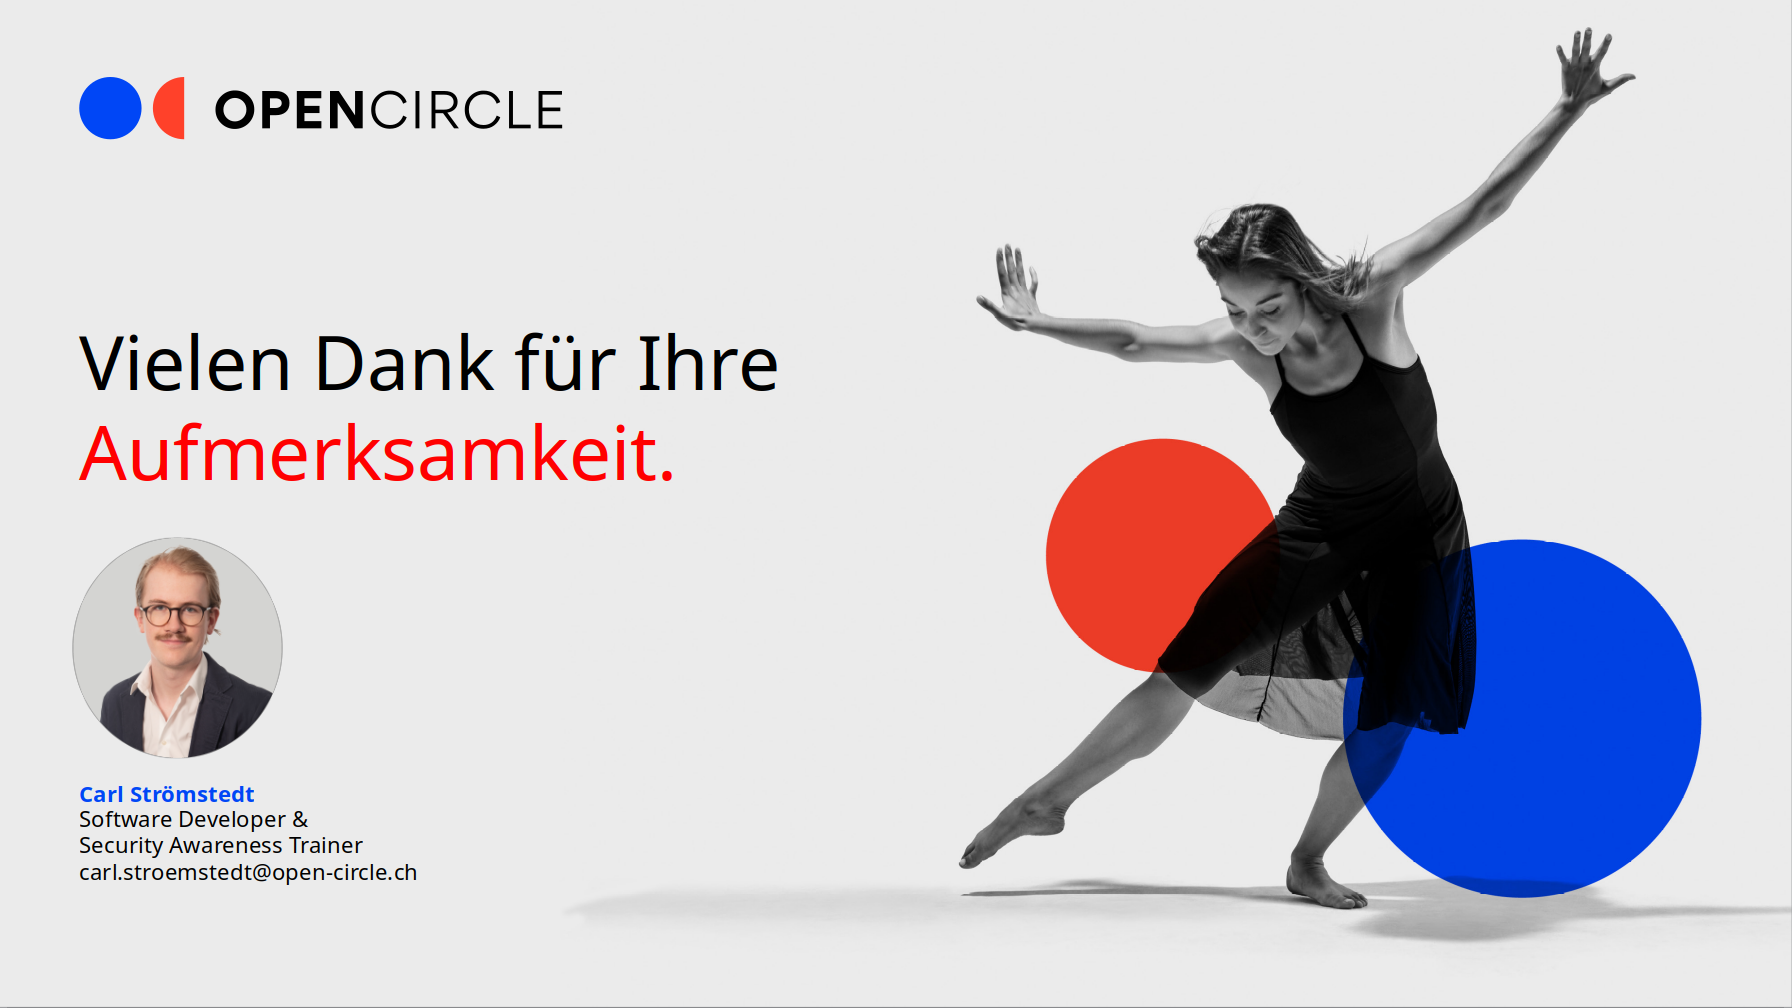 OPENCIRCLE
Vielen Dank für Ihre
Aufmerksamkeit.
Carl Strömstedt
Software Developer &
Security Awareness Trainer
carl.stroemstedt@open-circle.ch